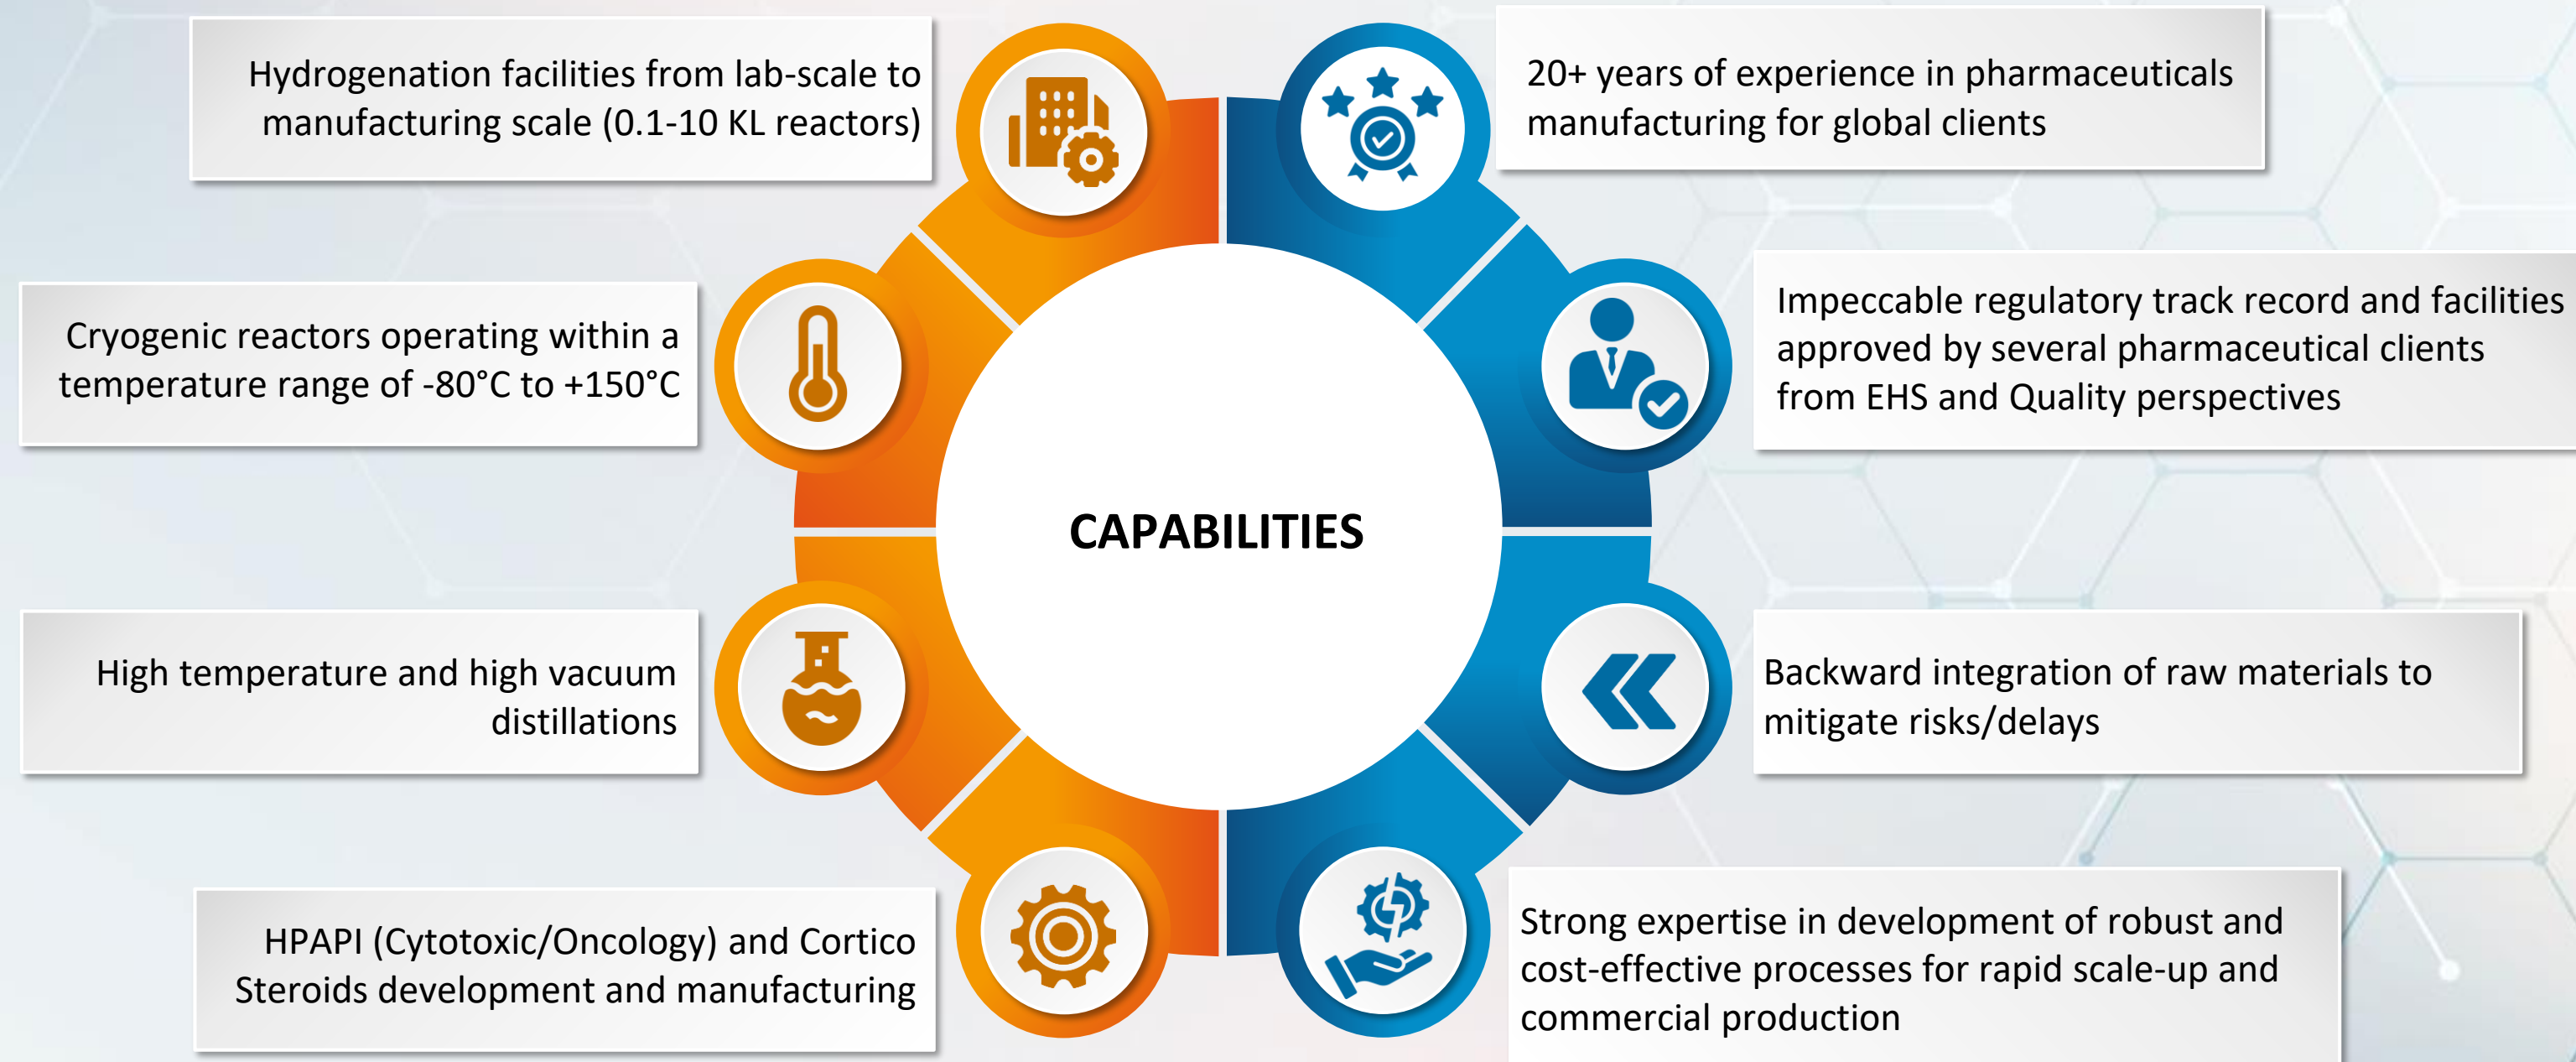 Hydrogenation facilities from lab-scale to
manufacturing scale (0.1-10 KL reactors)
Cryogenic reactors operating within a
temperature range of -80°C to +150°C
High temperature and high vacuum
distillations
HPAPI (Cytotoxic/Oncology) and Cortico
Steroids development and manufacturing
CAPABILITIES
20+ years of experience in pharmaceuticals
manufacturing for global clients
Impeccable regulatory track record and facilities
approved by several pharmaceutical clients
from EHS and Quality perspectives
Backward integration of raw materials to
mitigate risks/delays
Strong expertise in development of robust and
cost-effective processes for rapid scale-up and
commercial production